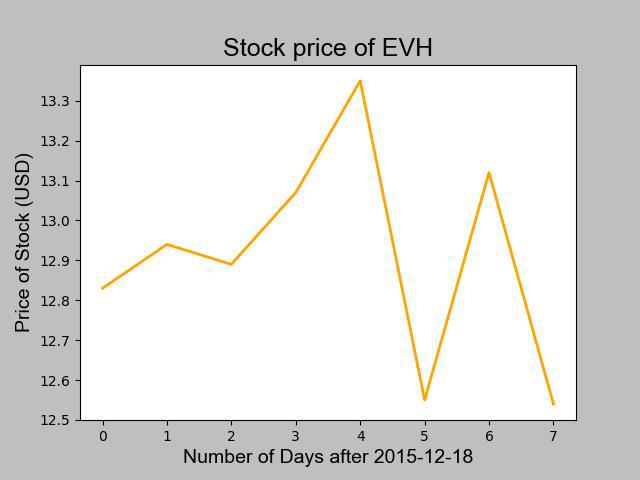 Stock price of EVH
Price of Stock (USD)
13.3
13.2
13.1
13.0
12.9
12.8
12.7
12.6
12.5
0 1 2 3 4 5 6 7
Number of Days after 2015-12-18